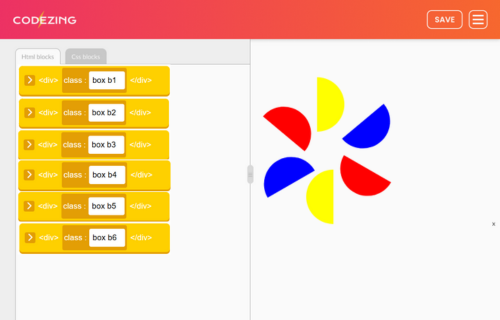 CODEZING
SAVE
Html blocks
Css blocks
<div> class : box b1 </div>
<div> class : box b2 </div>
<div> class : box b3 </div>
<div> class : box b4 </div>
<div> class : box b5 </div>
<div> class : box b6 </div>
x